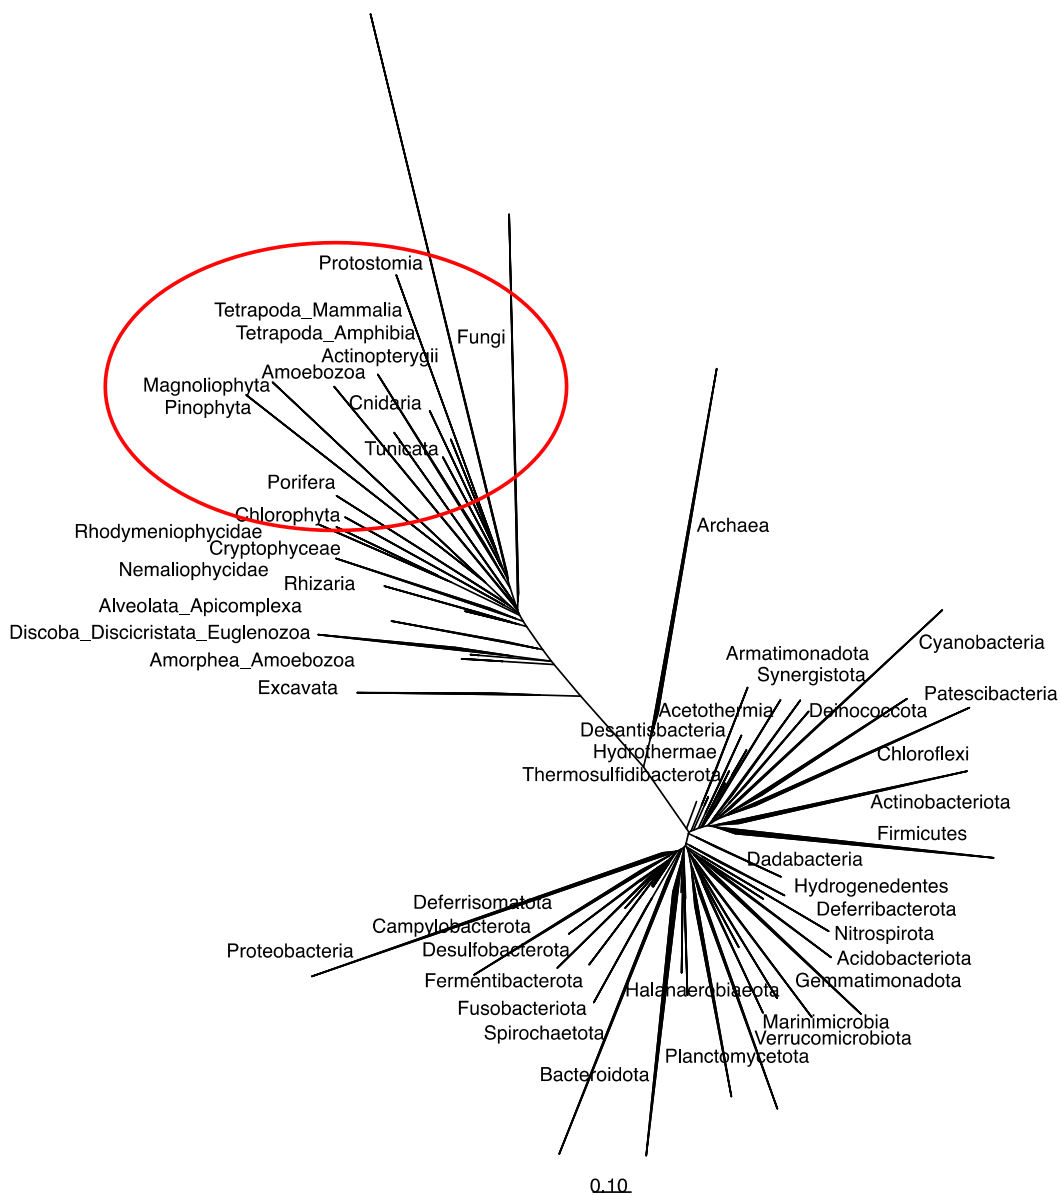 Protostomia
Tetrapoda_Mammalia
Tetrapoda_Amphibia
Fungi
Actinopterygii
Amoebozoa
Magnoliophyta
Cnidaria
Pinophyta
Tunicata
Porifera
Chlorophyta
Rhodymeniophycidae
Cryptophyceae
Nemaliophycidae
Rhizaria
Alveolata_Apicomplexa
Discoba_Discicristata_Euglenozoa
Amorphea_Amoebozoa
Excavata
Archaea
Cyanobacteria
Armatimonadota
Synergistota
Patescibacteria
Acetothermia
Deinococcota
Desantisbacteria
Hydrothermae
Chloroflexi
Thermosulfidibacterota
Actinobacteriota
Firmicutes
Dadabacteria
Hydrogenedentes
Deferrisomatota
Deferribacterota
Campylobacterota
Nitrospirota
Proteobacteria
Desulfobacterota
Acidobacteriota
Fermentibacterota
Gemmatimonadota
Halanaerobiaeota
Fusobacteriota
Marinimicrobia
Spirochaetota
Verrucomicrobiota
Planctomycetota
Bacteroidota
0.10